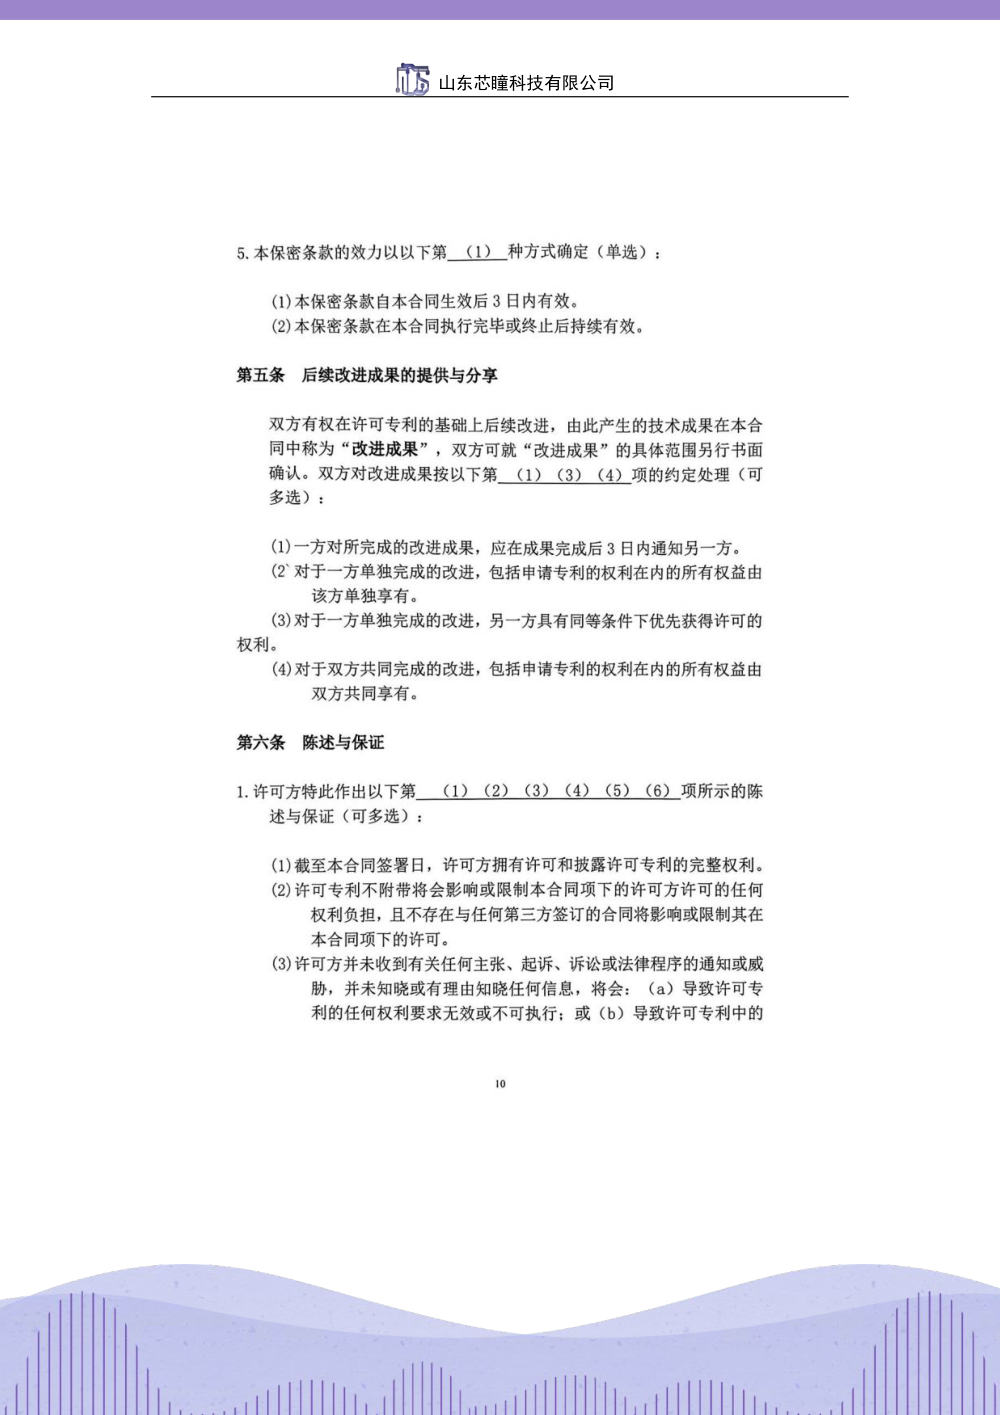 山东芯瞳科技有限公司
5.本保密条款的效力以以下第 （1） 种方式确定（单选）：
(1)本保密条款自本合同生效后 3 日内有效。
(2)本保密条款在本合同执行完毕或终止后持续有效。
第五条 后续改进成果的提供与分享
双方有权在许可专利的基础上后续改进，由此产生的技术成果在本合
同中称为“改进成果”，双方可就“改进成果”的具体范围另行书面
确认。双方对改进成果按以下第 （1）（3）（4） 项的约定处理（可
多选）：
(1)一方对所完成的改进成果，应在成果完成后 3 日内通知另一方。
(2`对于一方单独完成的改进，包括申请专利的权利在内的所有权益由
该方单独享有。
(3)对于一方单独完成的改进，另一方具有同等条件下优先获得许可的
权利。
(4)对于双方共同完成的改进，包括申请专利的权利在内的所有权益由
双方共同享有。
第六条 陈述与保证
1.许可方特此作出以下第 （1）（2）（3）（4）（5）（6） 项所示的陈
述与保证（可多选）：
(1)截至本合同签署日，许可方拥有许可和披露许可专利的完整权利。
(2)许可专利不附带将会影响或限制本合同项下的许可方许可的任何
权利负担，且不存在与任何第三方签订的合同将影响或限制其在
本合同项下的许可。
(3)许可方并未收到有关任何主张、起诉、诉讼或法律程序的通知或威
胁，并未知晓或有理由知晓任何信息，将会：（a）导致许可专
利的任何权利要求无效或不可执行；或（b）导致许可专利中的
10